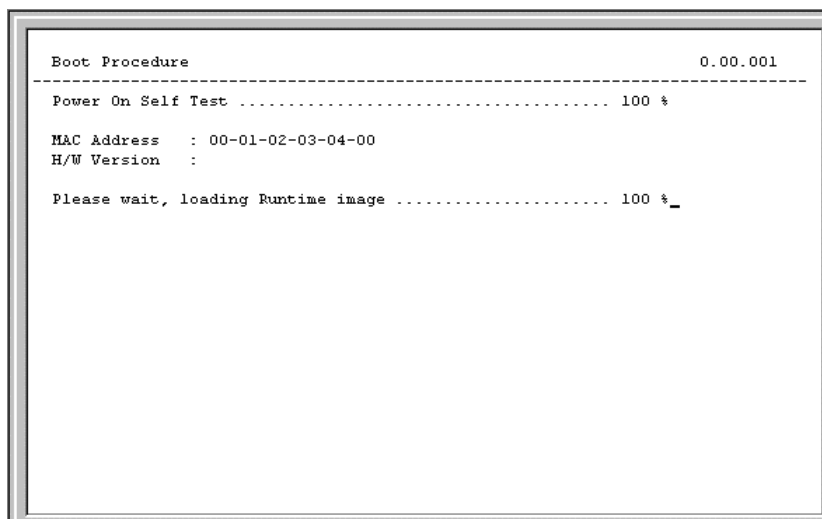 Boot Procedure 0.00.001
--------------------------------------------------------------------------------
Power On Self Test ...................................... 100 %
MAC Address : 00-01-02-03-04-00
H/W Version :
Please wait, loading Runtime image ...................... 100 %_